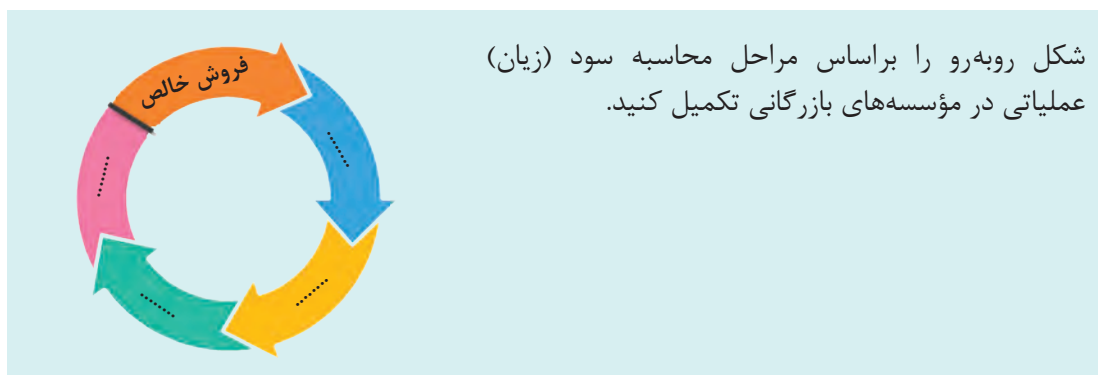 شکل روبه‌رو را براساس مراحل محاسبه سود (زیان)
عملیاتی در مؤسسه‌های بازرگانی تکمیل کنید.
فروش خالص
........
........
........
........